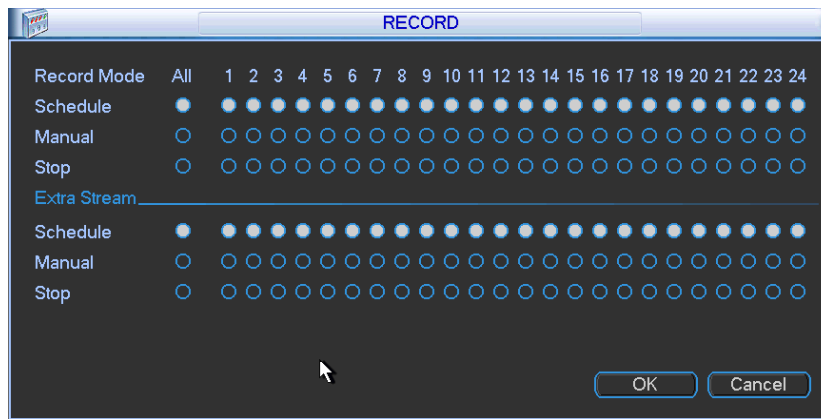 RECORD
Record Mode All 1 2 3 4 5 6 7 8 9 10 11 12 13 14 15 16 17 18 19 20 21 22 23 24
Schedule
Manual
Stop
Extra Stream
Schedule
Manual
Stop
OK Cancel